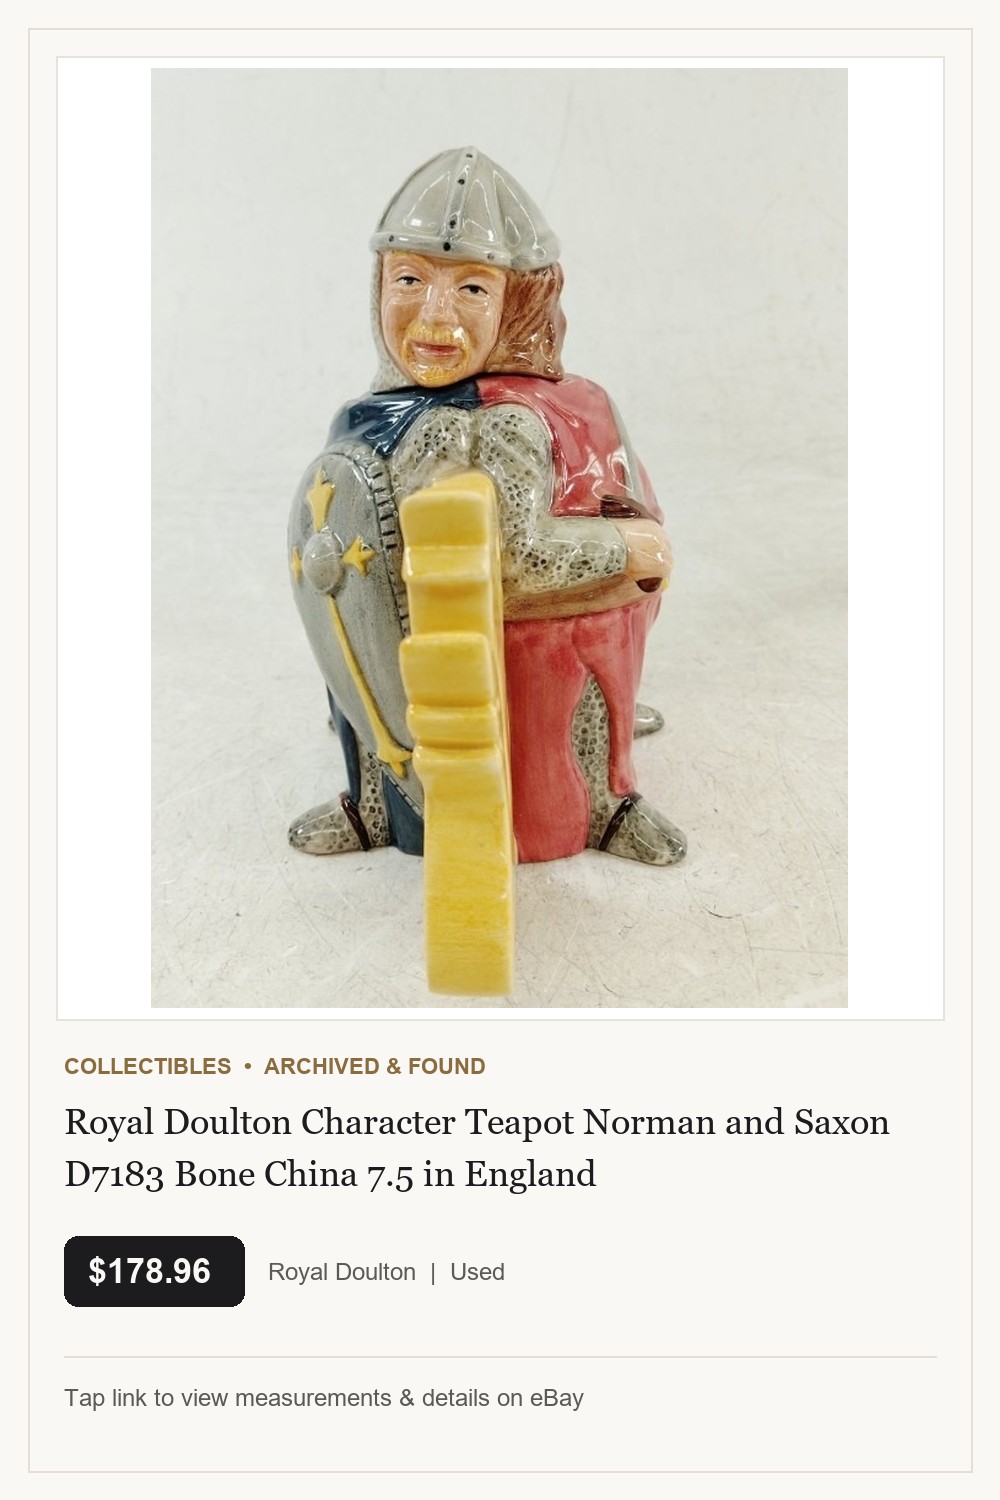 COLLECTIBLES • ARCHIVED & FOUND
Royal Doulton Character Teapot Norman and Saxon
D7183 Bone China 7.5 in England
$178.96
Royal Doulton | Used
Tap link to view measurements & details on eBay